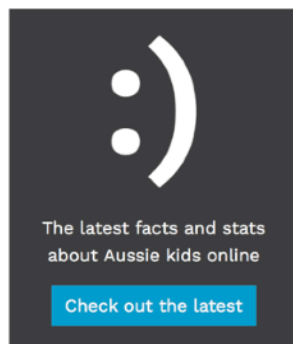 :)
The latest facts and stats
about Aussie kids online
Check out the latest